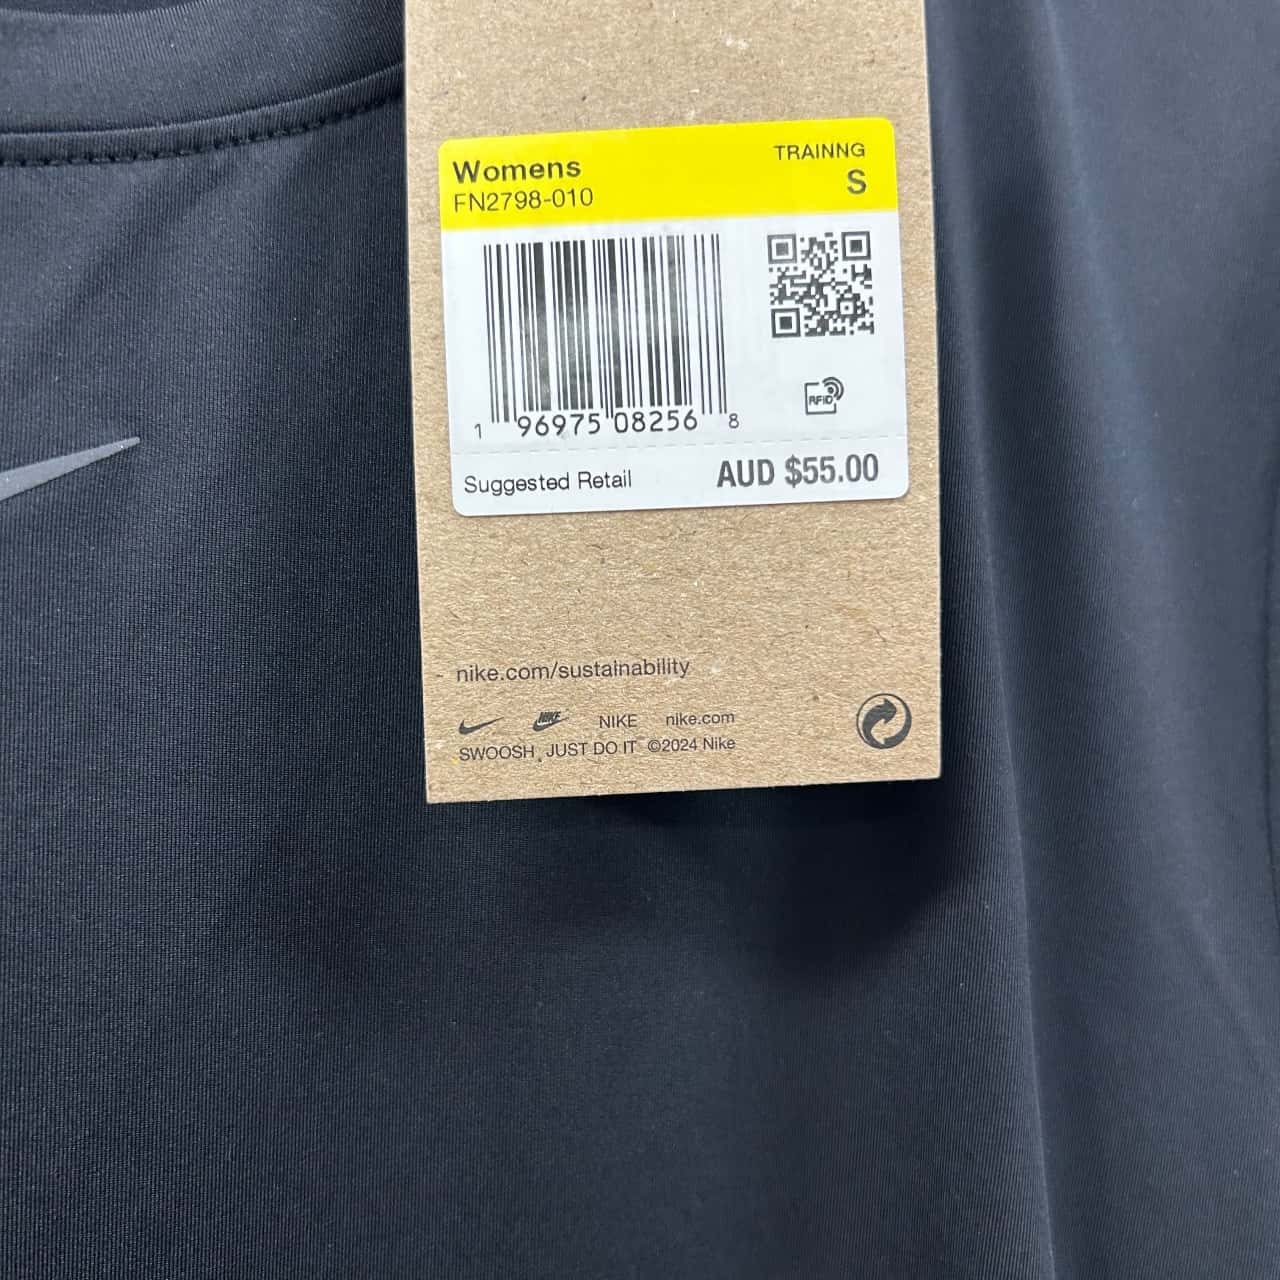 Womens
TRAINNG
FN2798-010
S
1 96975 08256 8
RFID
Suggested Retail
AUD $55.00
nike.com/sustainability
NIKE NIKE nike.com
SWOOSH, JUST DO IT ©2024 Nike